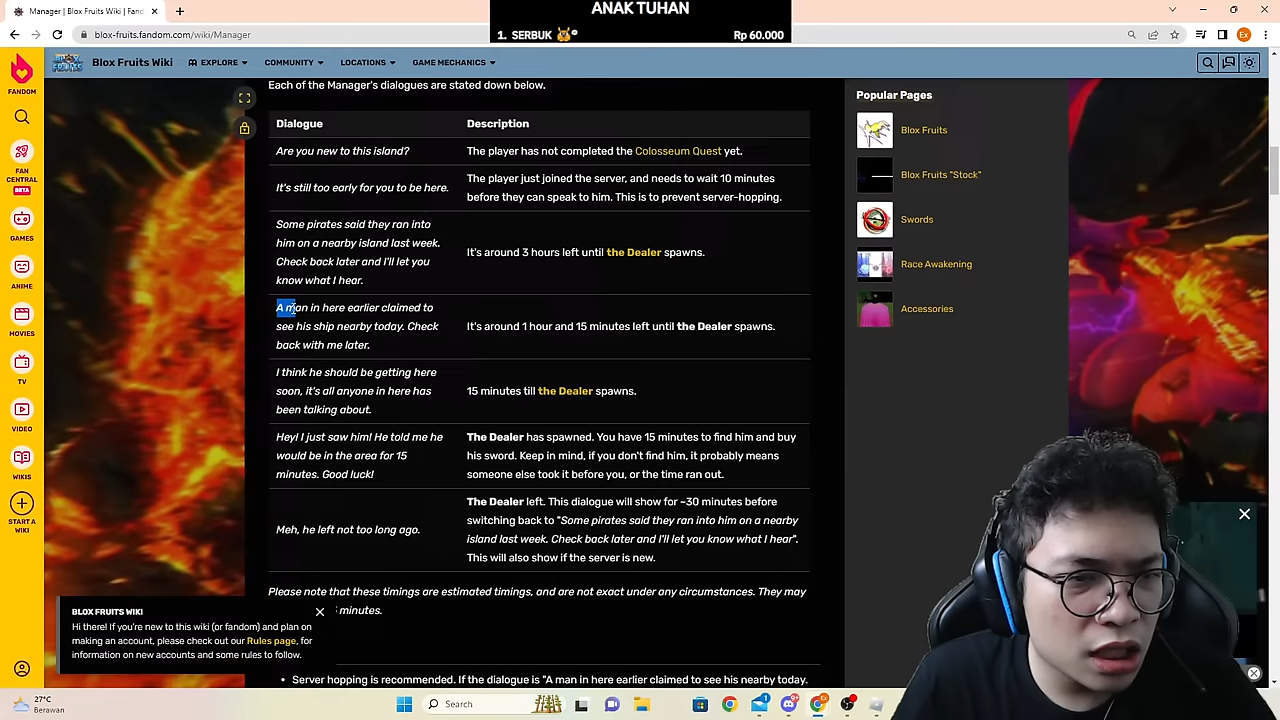 Manager | Blox Fruits Wiki | Fand
ANAK TUHAN
1. SERBUK
Rp 60.000
blox-fruits.fandom.com/wiki/Manager
Ex
FANDOM
Blox Fruits Wiki
EXPLORE
COMMUNITY
LOCATIONS
GAME MECHANICS
FAN CENTRAL
BETA
GAMES
ANIME
MOVIES
TV
VIDEO
WIKIS
START A WIKI
Each of the Manager's dialogues are stated down below.
Dialogue
Description
Are you new to this island?
The player has not completed the Colosseum Quest yet.
It's still too early for you to be here.
The player just joined the server, and needs to wait 10 minutes
before they can speak to him. This is to prevent server-hopping.
Some pirates said they ran into
him on a nearby island last week.
Check back later and I'll let you
know what I hear.
It's around 3 hours left until the Dealer spawns.
A man in here earlier claimed to
see his ship nearby today. Check
back with me later.
It's around 1 hour and 15 minutes left until the Dealer spawns.
I think he should be getting here
soon, it's all anyone in here has
been talking about.
15 minutes till the Dealer spawns.
Hey! I just saw him! He told me he
would be in the area for 15
minutes. Good luck!
The Dealer has spawned. You have 15 minutes to find him and buy
his sword. Keep in mind, if you don't find him, it probably means
someone else took it before you, or the time ran out.
Meh, he left not too long ago.
The Dealer left. This dialogue will show for ~30 minutes before
switching back to "Some pirates said they ran into him on a nearby
island last week. Check back later and I'll let you know what I hear".
This will also show if the server is new.
Please note that these timings are estimated timings, and are not exact under any circumstances. They may
minutes.
Server hopping is recommended. If the dialogue is "A man in here earlier claimed to see his nearby today.
Popular Pages
Blox Fruits
Blox Fruits "Stock"
Swords
Race Awakening
Accessories
BLOX FRUITS WIKI
Hi there! If you're new to this wiki (or fandom) and plan on
making an account, please check out our Rules page, for
information on new accounts and some rules to follow.
27°C
Berawan
Search